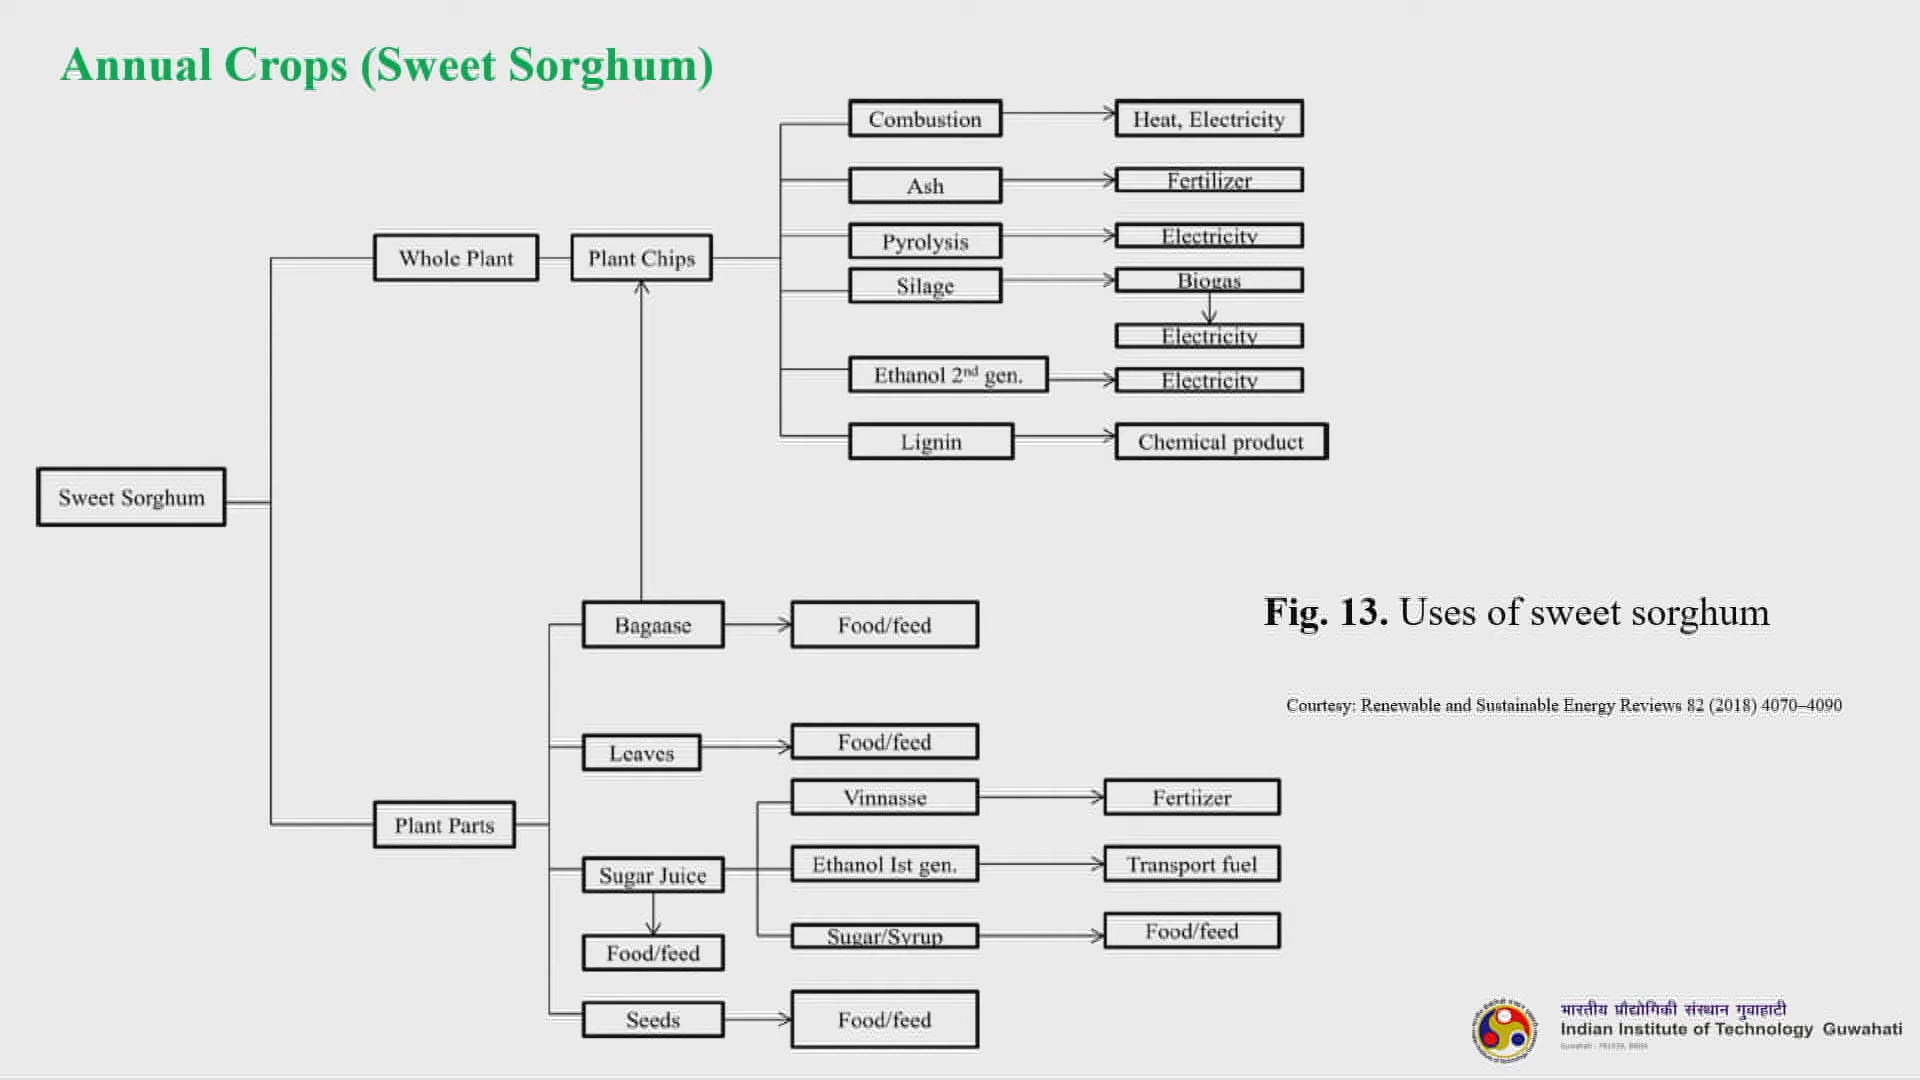 Annual Crops (Sweet Sorghum)
Combustion
Heat, Electricity
Ash
Fertilizer
Pyrolysis
Electricity
Whole Plant
Plant Chips
Silage
Biogas
Electricity
Ethanol 2nd gen.
Electricity
Lignin
Chemical product
Sweet Sorghum
Bagaase
Food/feed
Fig. 13. Uses of sweet sorghum
Courtesy: Renewable and Sustainable Energy Reviews 82 (2018) 4070–4090
Leaves
Food/feed
Vinnasse
Fertiizer
Plant Parts
Sugar Juice
Ethanol Ist gen.
Transport fuel
Food/feed
Sugar/Syrup
Food/feed
Seeds
Food/feed
भारतीय प्रौद्योगिकी संस्थान गुवाहाटी
Indian Institute of Technology Guwahati
Guwahati - 781039, INDIA